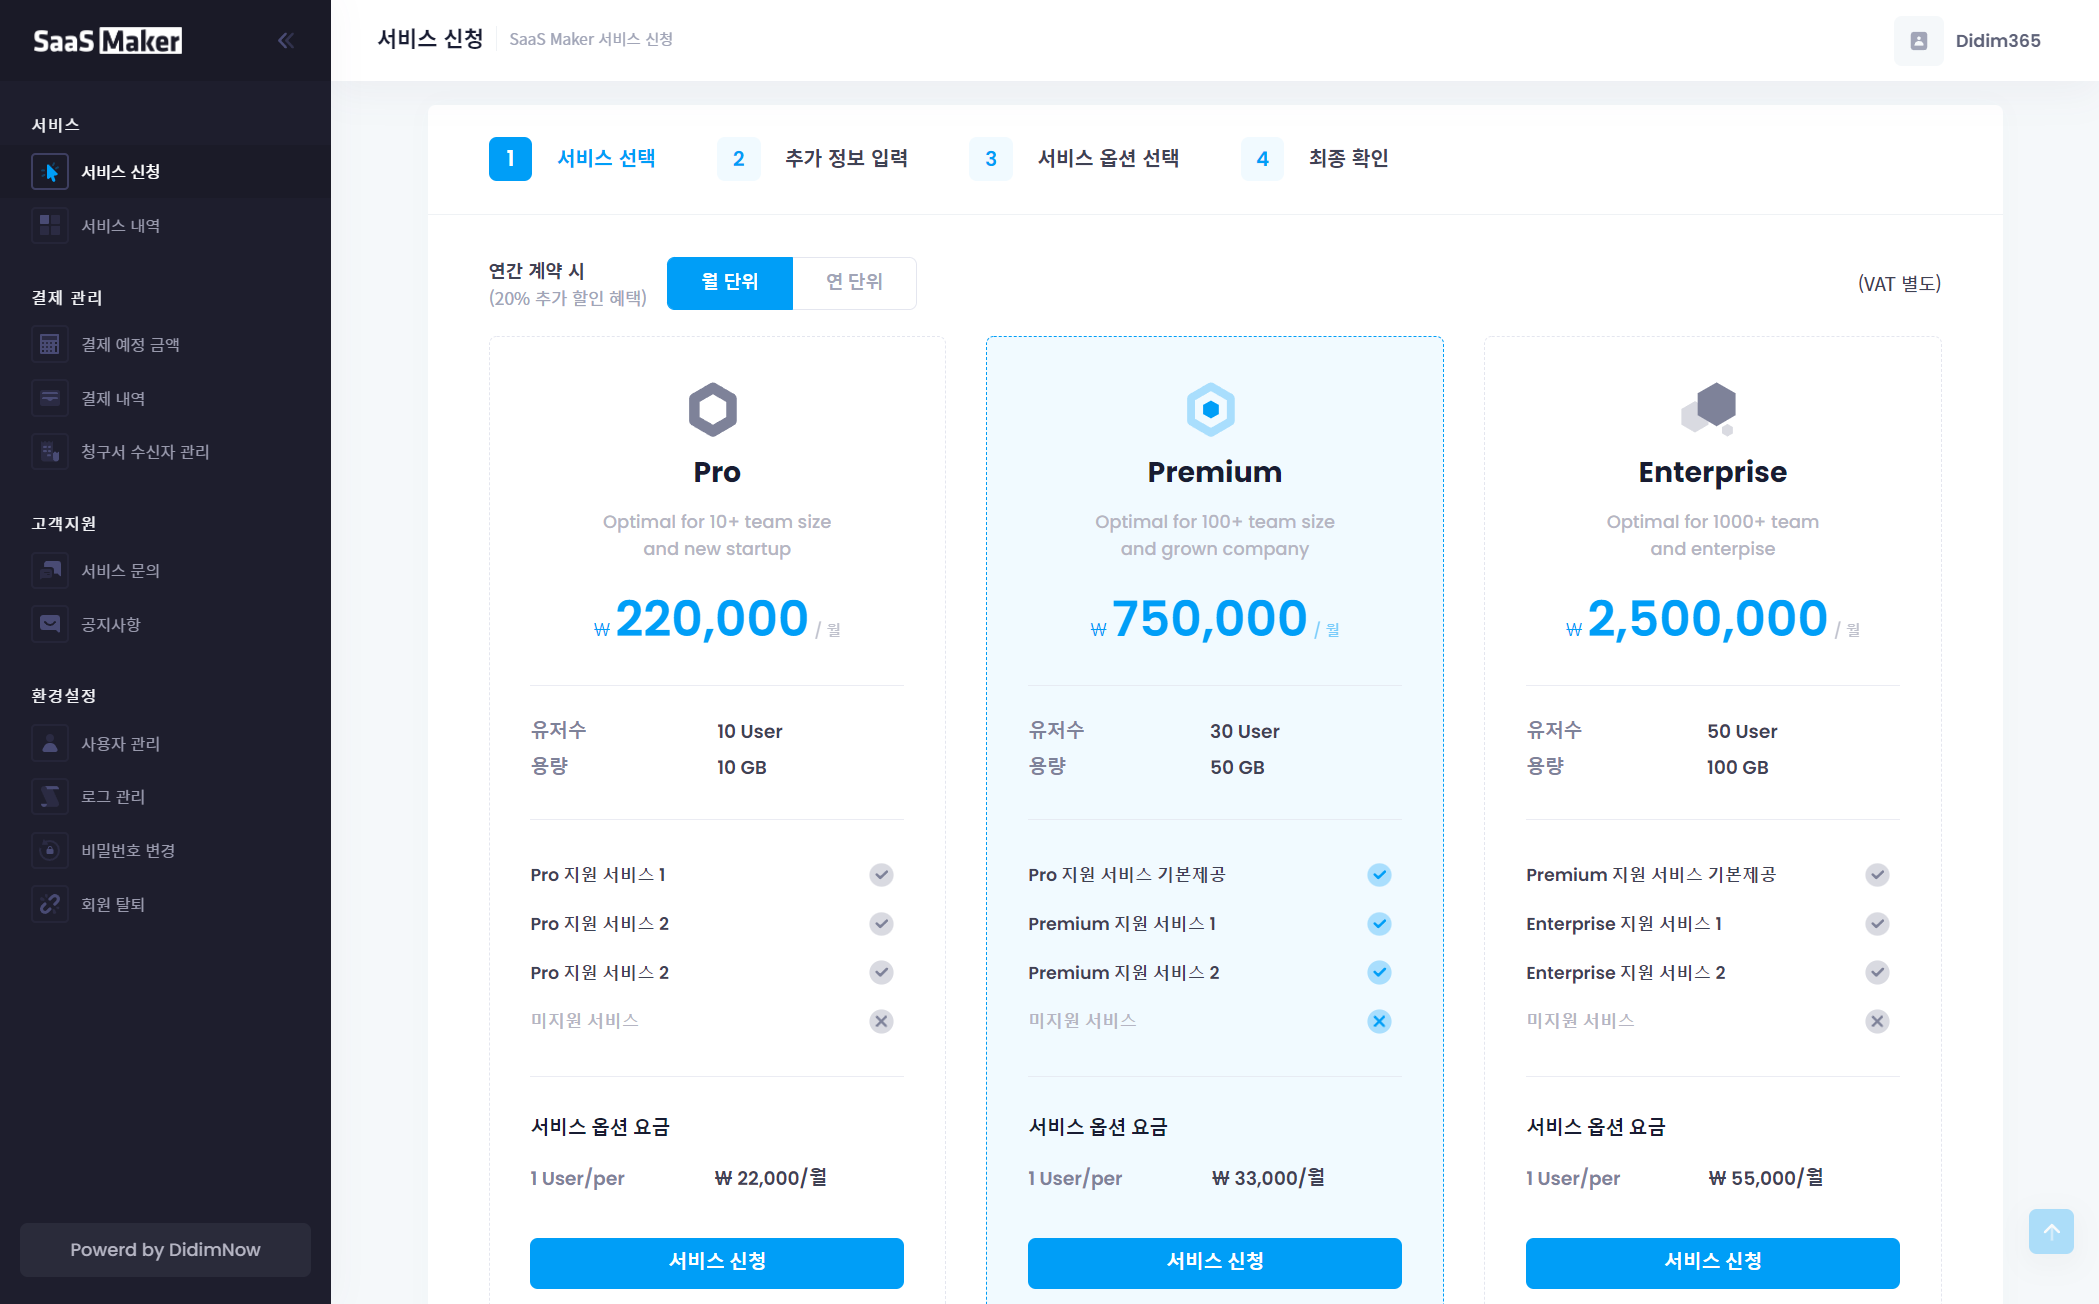 SaaS Maker
서비스 신청
SaaS Maker 서비스 신청
Didim365
서비스
서비스 신청
서비스 내역
결제 관리
결제 예정 금액
결제 내역
청구서 수신자 관리
고객지원
서비스 문의
공지사항
환경설정
사용자 관리
로그 관리
비밀번호 변경
회원 탈퇴
Powerd by DidimNow
1 서비스 선택
2 추가 정보 입력
3 서비스 옵션 선택
4 최종 확인
연간 계약 시
(20% 추가 할인 혜택)
월 단위
연 단위
(VAT 별도)
Pro
Optimal for 10+ team size
and new startup
₩ 220,000 / 월
유저수 10 User
용량 10 GB
Pro 지원 서비스 1
Pro 지원 서비스 2
Pro 지원 서비스 2
미지원 서비스
서비스 옵션 요금
1 User/per ₩ 22,000/월
서비스 신청
Premium
Optimal for 100+ team size
and grown company
₩ 750,000 / 월
유저수 30 User
용량 50 GB
Pro 지원 서비스 기본제공
Premium 지원 서비스 1
Premium 지원 서비스 2
미지원 서비스
서비스 옵션 요금
1 User/per ₩ 33,000/월
서비스 신청
Enterprise
Optimal for 1000+ team
and enterpise
₩ 2,500,000 / 월
유저수 50 User
용량 100 GB
Premium 지원 서비스 기본제공
Enterprise 지원 서비스 1
Enterprise 지원 서비스 2
미지원 서비스
서비스 옵션 요금
1 User/per ₩ 55,000/월
서비스 신청